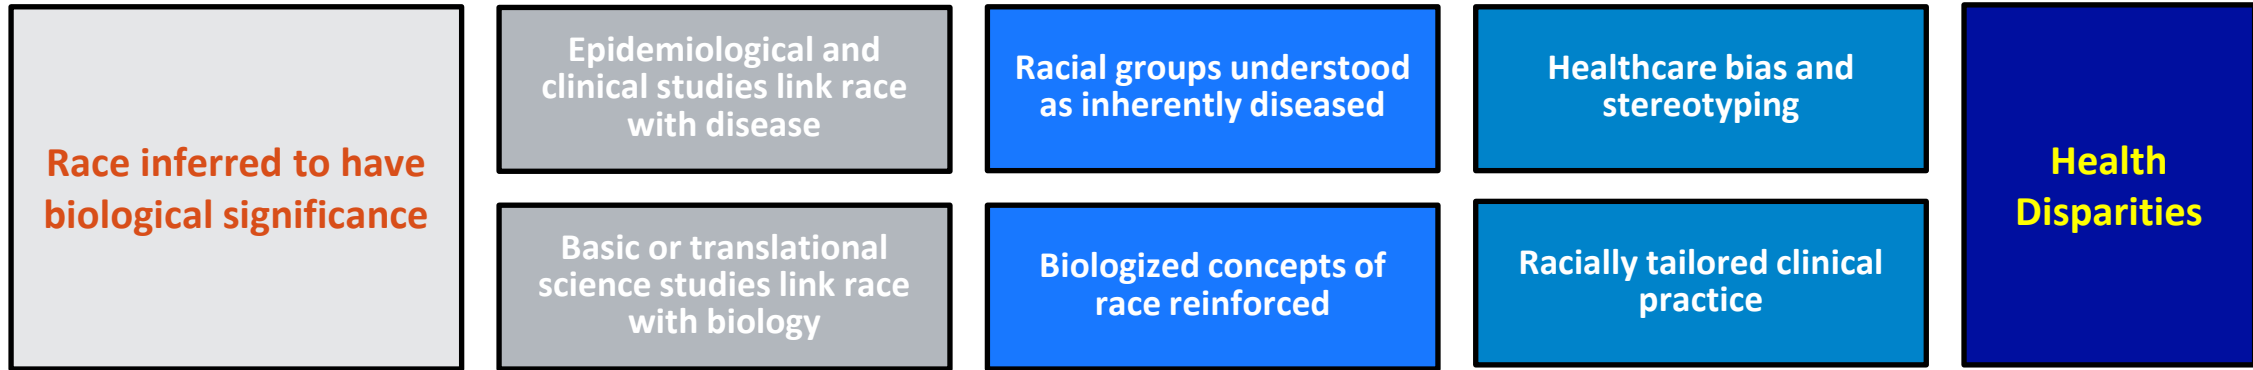 Race inferred to have
biological significance
Epidemiological and
clinical studies link race
with disease
Basic or translational
science studies link race
with biology
Racial groups understood
as inherently diseased
Biologized concepts of
race reinforced
Healthcare bias and
stereotyping
Racially tailored clinical
practice
Health
Disparities